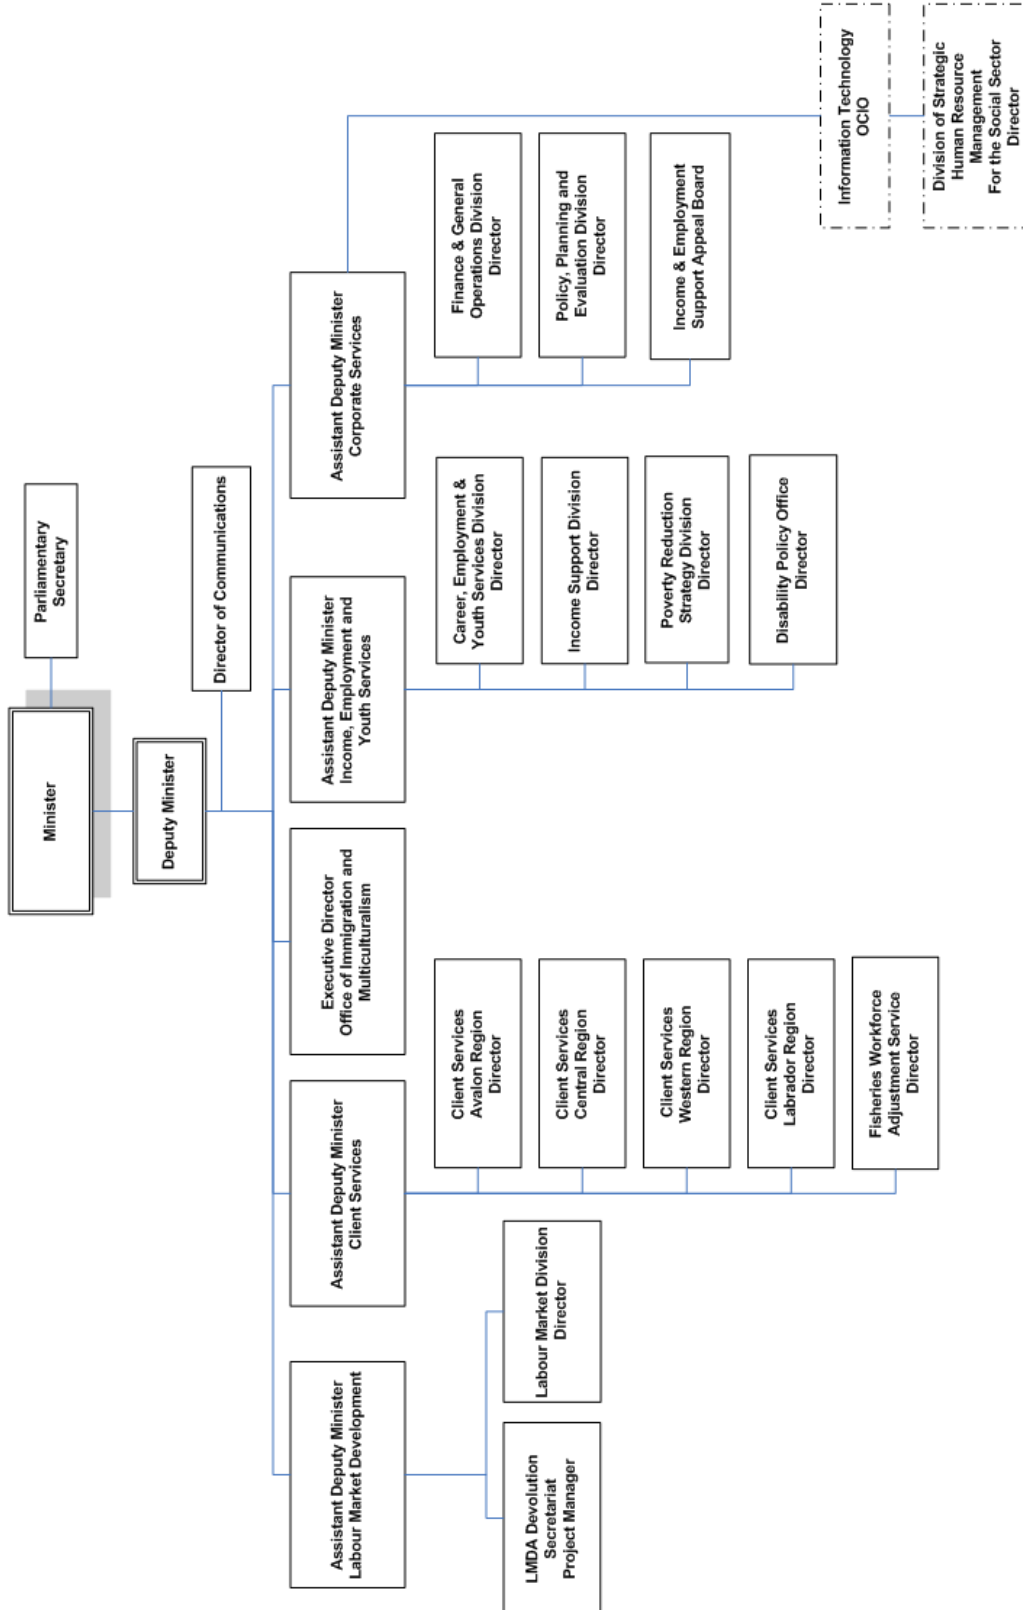 Minister
Parliamentary
Secretary
Deputy Minister
Director of Communications
Assistant Deputy Minister
Labour Market Development
Assistant Deputy Minister
Client Services
Executive Director
Office of Immigration and
Multiculturalism
Assistant Deputy Minister
Income, Employment and
Youth Services
Assistant Deputy Minister
Corporate Services
LMDA Devolution
Secretariat
Project Manager
Labour Market Division
Director
Client Services
Avalon Region
Director
Client Services
Central Region
Director
Client Services
Western Region
Director
Client Services
Labrador Region
Director
Fisheries Workforce
Adjustment Service
Director
Career, Employment &
Youth Services Division
Director
Income Support Division
Director
Poverty Reduction
Strategy Division
Director
Disability Policy Office
Director
Finance & General
Operations Division
Director
Policy, Planning and
Evaluation Division
Director
Income & Employment
Support Appeal Board
Information Technology
OCIO
Division of Strategic
Human Resource
Management
For the Social Sector
Director